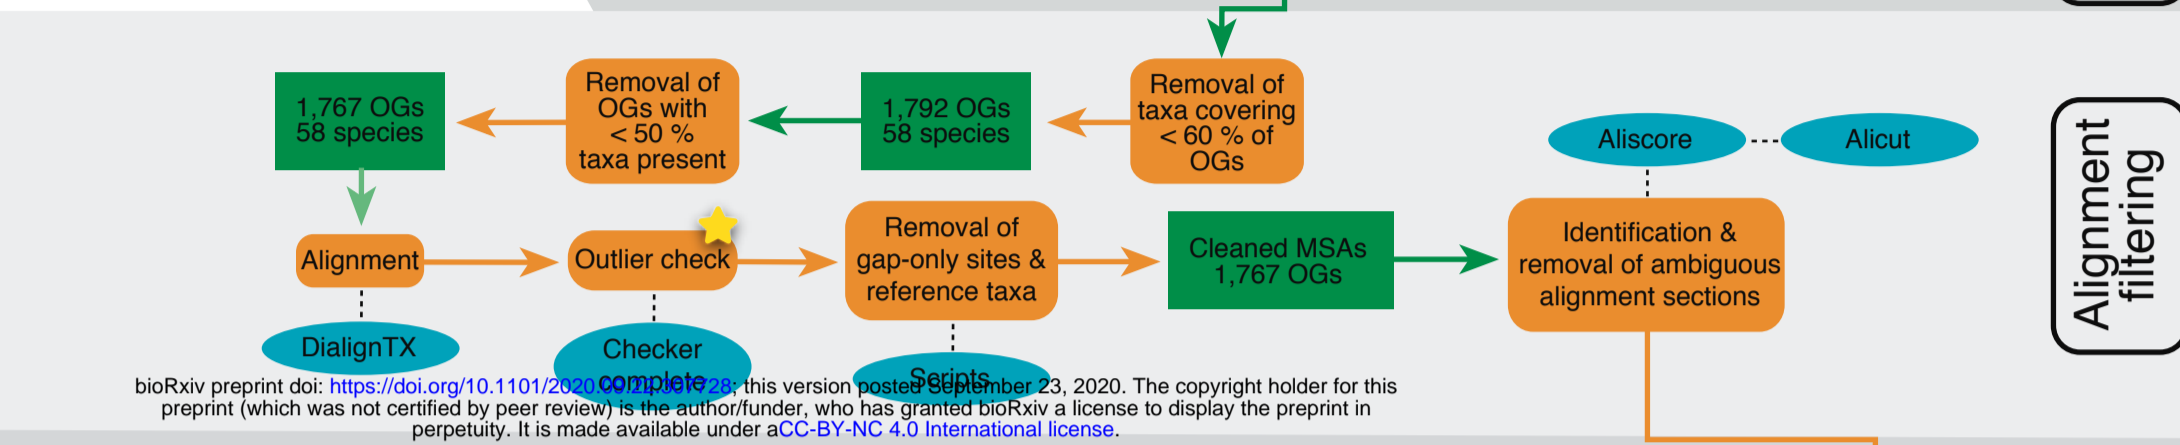 1,767 OGs
58 species
Removal of
OGs with
< 50 %
taxa present
1,792 OGs
58 species
Removal of
taxa covering
< 60 % of
OGs
Aliscore
Alicut
Alignment
filtering
Alignment
Outlier check
Removal of
gap-only sites &
reference taxa
Cleaned MSAs
1,767 OGs
Identification &
removal of ambiguous
alignment sections
DialignTX
Checker
complete
Scripts
bioRxiv preprint doi: https://doi.org/10.1101/2020.09.22.307728; this version posted September 23, 2020. The copyright holder for this
preprint (which was not certified by peer review) is the author/funder, who has granted bioRxiv a license to display the preprint in
perpetuity. It is made available under aCC-BY-NC 4.0 International license.